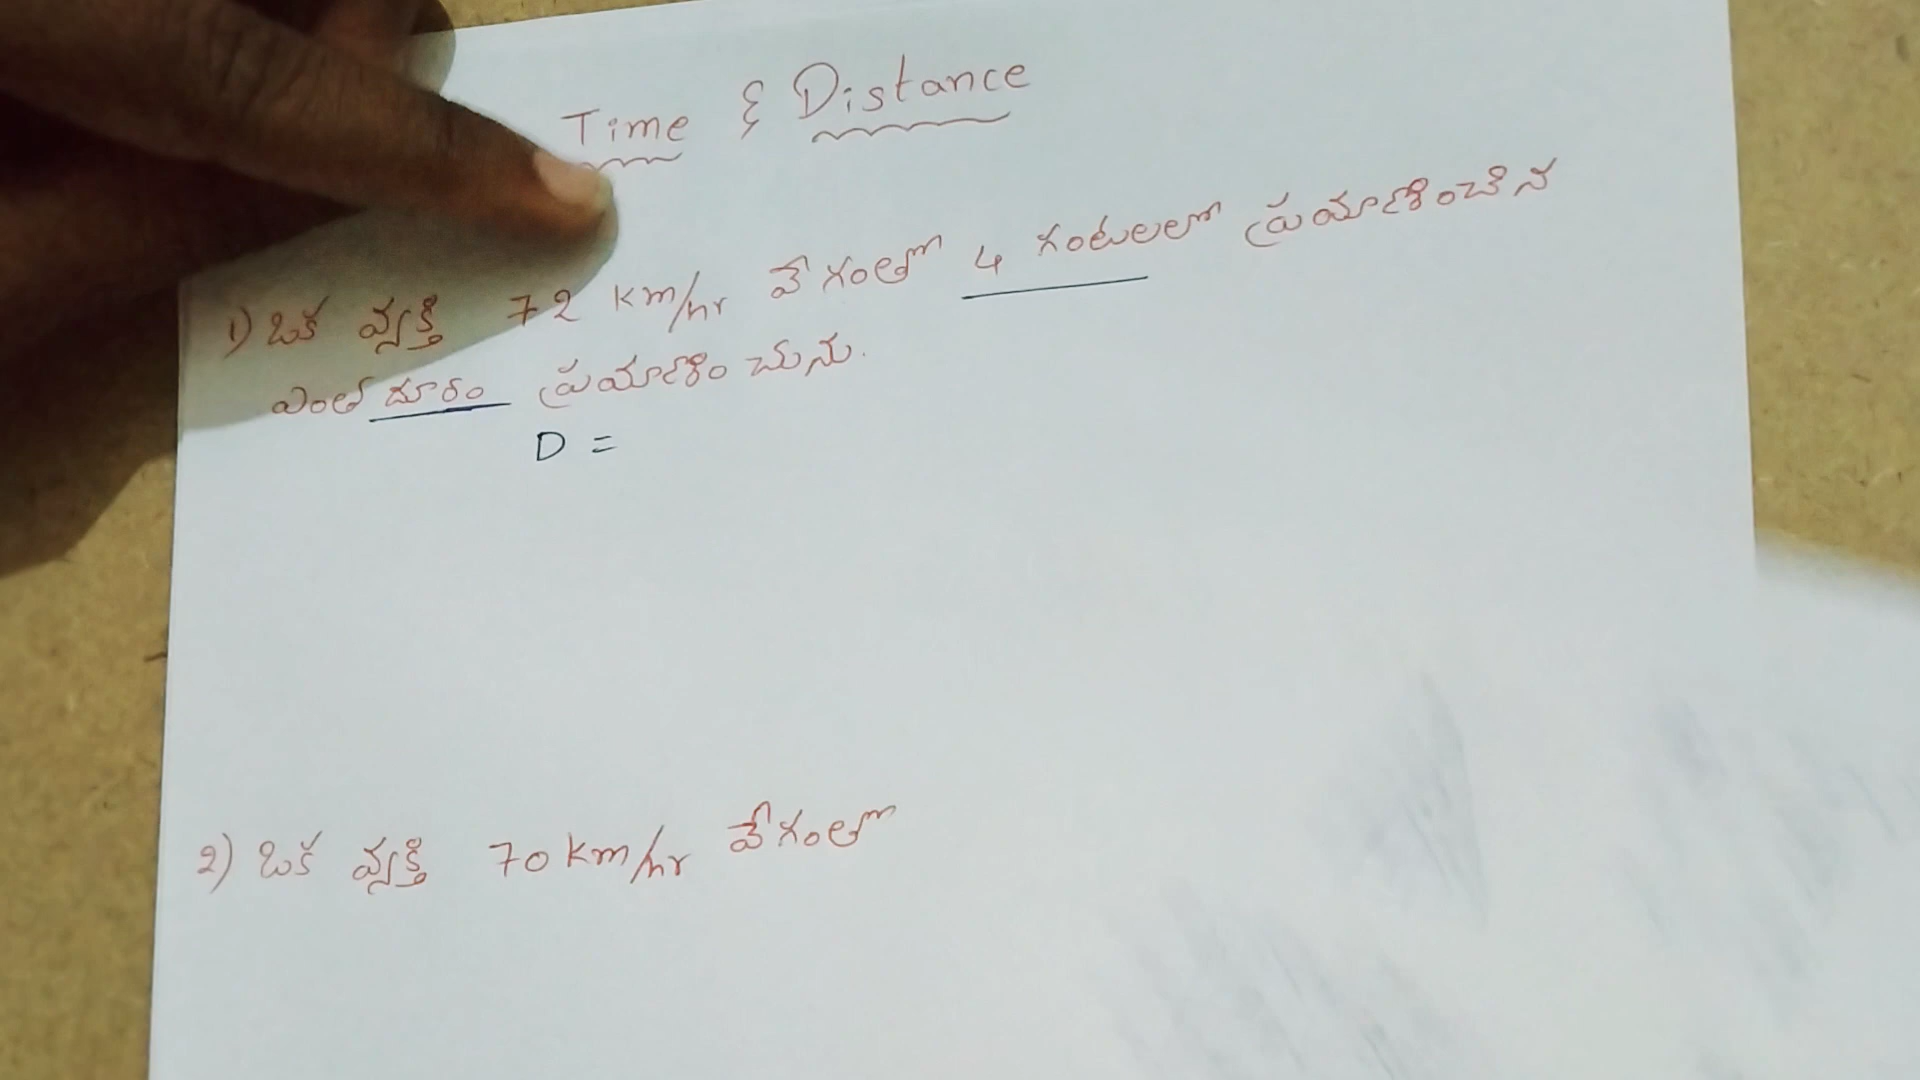 Time & Distance
1) ఒక వ్యక్తి 72 km/hr వేగంతో 4 గంటలలో ప్రయాణించిన
ఎంత దూరం ప్రయాణించును.
D =
2) ఒక వ్యక్తి 70 km/hr వేగంతో